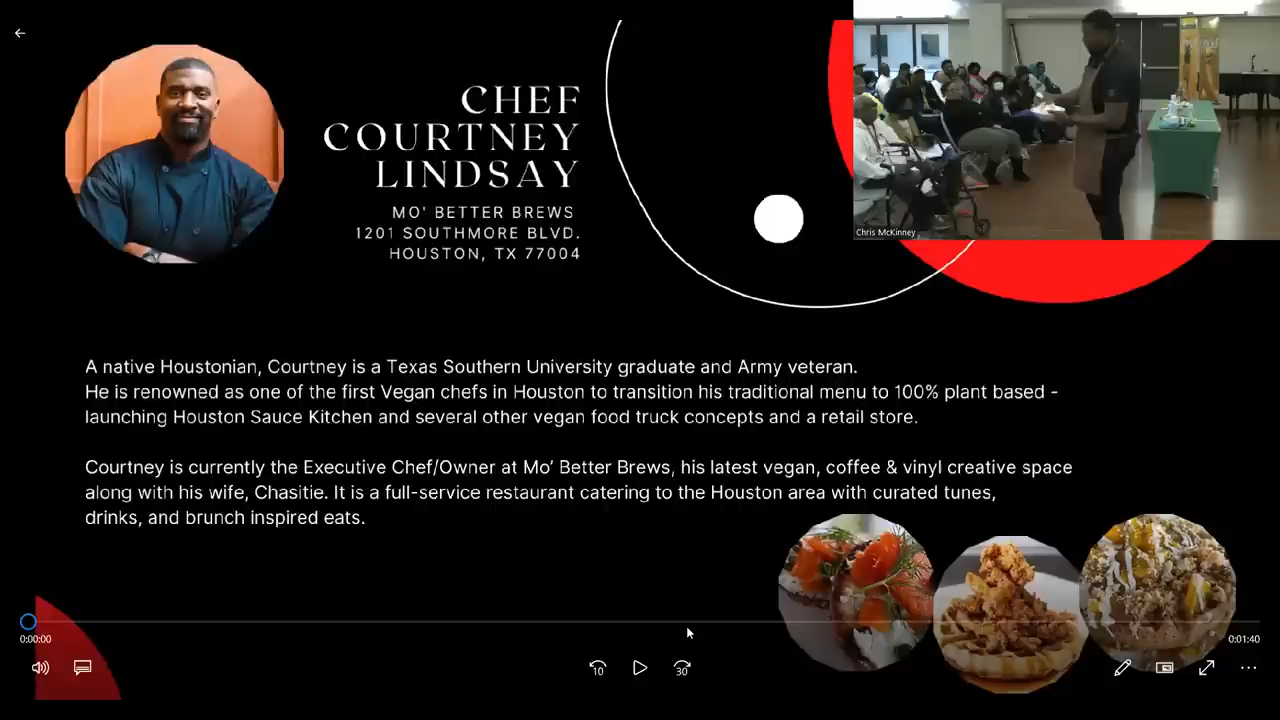 CHEF
COURTNEY
LINDSAY
MO' BETTER BREWS
1201 SOUTHMORE BLVD.
HOUSTON, TX 77004
Chris McKinney
A native Houstonian, Courtney is a Texas Southern University graduate and Army veteran.
He is renowned as one of the first Vegan chefs in Houston to transition his traditional menu to 100% plant based -
launching Houston Sauce Kitchen and several other vegan food truck concepts and a retail store.
Courtney is currently the Executive Chef/Owner at Mo’ Better Brews, his latest vegan, coffee & vinyl creative space
along with his wife, Chasitie. It is a full-service restaurant catering to the Houston area with curated tunes,
drinks, and brunch inspired eats.
0:00:00
0:01:40
10
30